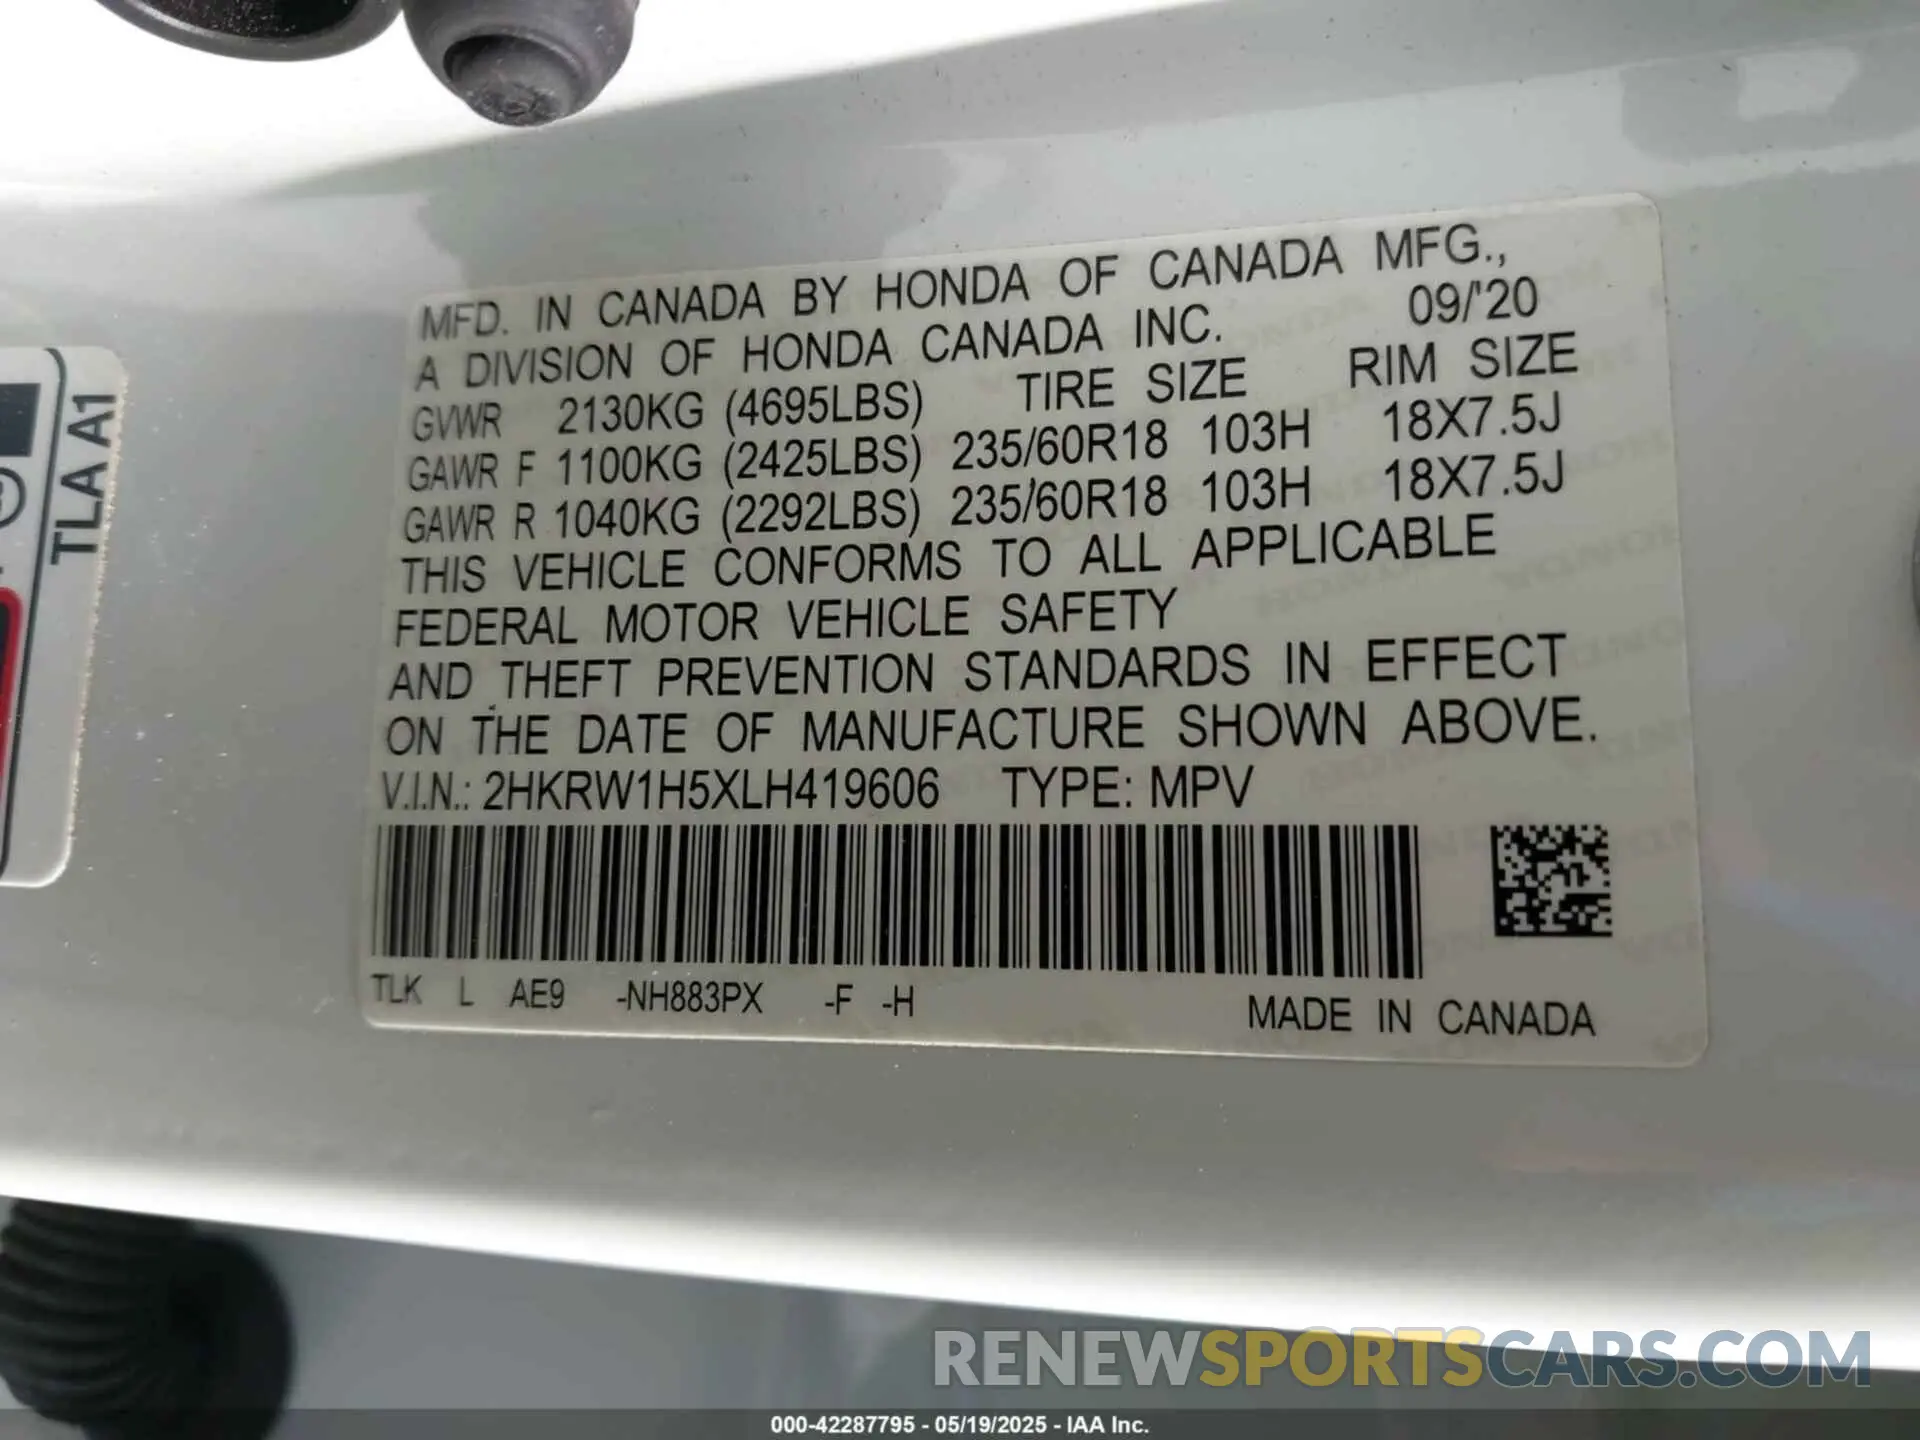 MFD. IN CANADA BY HONDA OF CANADA MFG.,
A DIVISION OF HONDA CANADA INC. 09/'20
GVWR 2130KG (4695LBS) TIRE SIZE RIM SIZE
GAWR F 1100KG (2425LBS) 235/60R18 103H 18X7.5J
GAWR R 1040KG (2292LBS) 235/60R18 103H 18X7.5J
THIS VEHICLE CONFORMS TO ALL APPLICABLE
FEDERAL MOTOR VEHICLE SAFETY
AND THEFT PREVENTION STANDARDS IN EFFECT
ON THE DATE OF MANUFACTURE SHOWN ABOVE.
V.I.N.: 2HKRW1H5XLH419606 TYPE: MPV
TLK L AE9 -NH883PX -F -H MADE IN CANADA
TLA A1
RENEWSPORTSCARS.COM
000-42287795 - 05/19/2025 - IAA Inc.